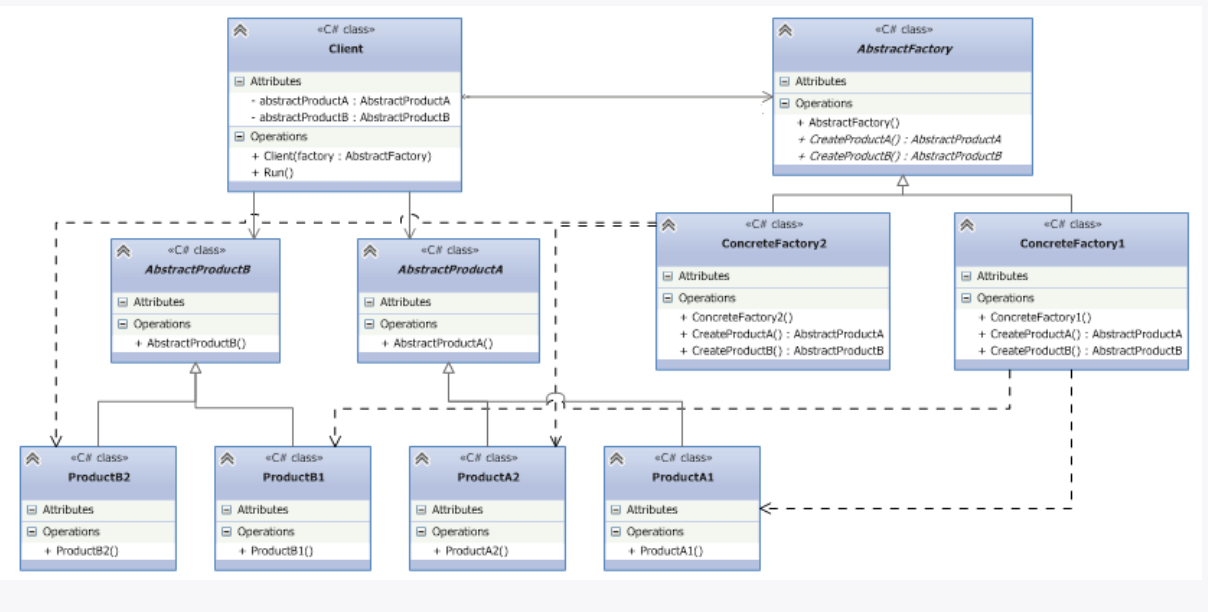 «C# class»
Client
Attributes
- abstractProductA : AbstractProductA
- abstractProductB : AbstractProductB
Operations
+ Client(factory : AbstractFactory)
+ Run()
«C# class»
AbstractFactory
Attributes
Operations
+ AbstractFactory()
+ CreateProductA() : AbstractProductA
+ CreateProductB() : AbstractProductB
«C# class»
AbstractProductB
Attributes
Operations
+ AbstractProductB()
«C# class»
AbstractProductA
Attributes
Operations
+ AbstractProductA()
«C# class»
ConcreteFactory2
Attributes
Operations
+ ConcreteFactory2()
+ CreateProductA() : AbstractProductA
+ CreateProductB() : AbstractProductB
«C# class»
ConcreteFactory1
Attributes
Operations
+ ConcreteFactory1()
+ CreateProductA() : AbstractProductA
+ CreateProductB() : AbstractProductB
«C# class»
ProductB2
Attributes
Operations
+ ProductB2()
«C# class»
ProductB1
Attributes
Operations
+ ProductB1()
«C# class»
ProductA2
Attributes
Operations
+ ProductA2()
«C# class»
ProductA1
Attributes
Operations
+ ProductA1()